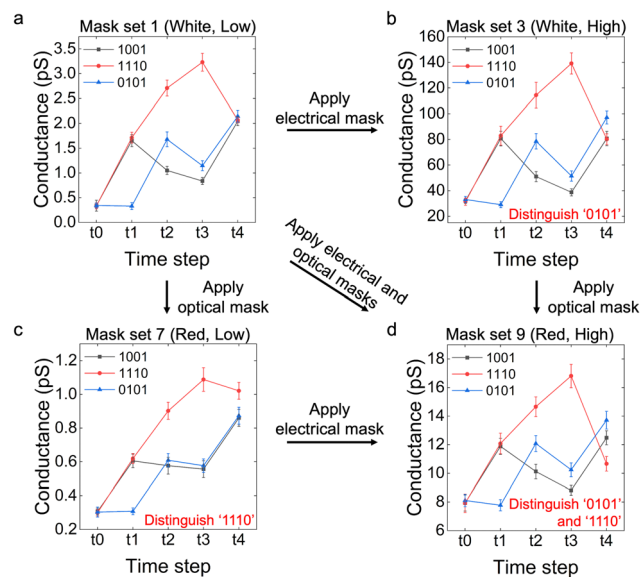 a
Mask set 1 (White, Low)
3.5
3.0
2.5
2.0
1.5
1.0
0.5
0.0
Conductance (pS)
1001
1110
0101
t0 t1 t2 t3 t4
Time step
Apply
electrical mask
b
Mask set 3 (White, High)
160
140
120
100
80
60
40
20
Conductance (pS)
1001
1110
0101
Distinguish '0101'
t0 t1 t2 t3 t4
Time step
Apply
optical mask
Apply electrical and
optical masks
Apply
optical mask
c
Mask set 7 (Red, Low)
1.2
1.0
0.8
0.6
0.4
0.2
Conductance (pS)
1001
1110
0101
Distinguish '1110'
t0 t1 t2 t3 t4
Time step
Apply
electrical mask
d
Mask set 9 (Red, High)
18
16
14
12
10
8
6
Conductance (pS)
1001
1110
0101
Distinguish '0101'
and '1110'
t0 t1 t2 t3 t4
Time step